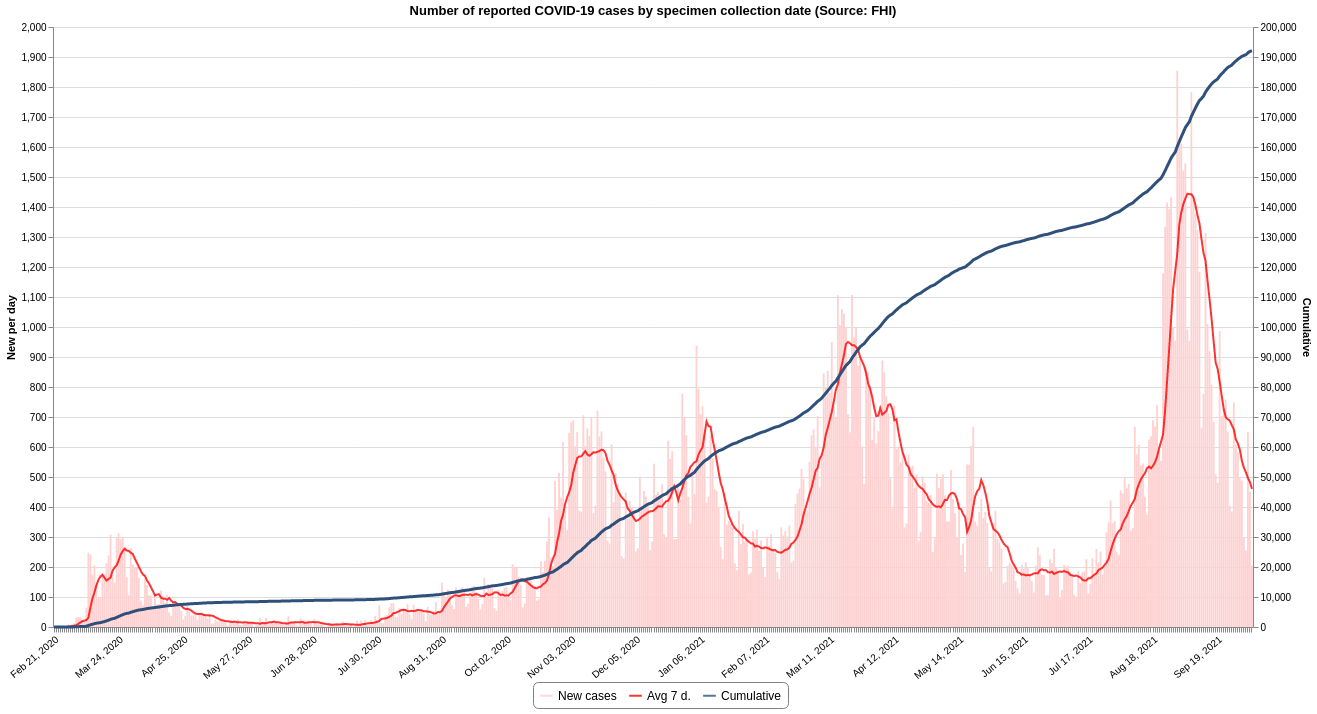 Number of reported COVID-19 cases by specimen collection date (Source: FHI)
New per day
2,000
1,900
1,800
1,700
1,600
1,500
1,400
1,300
1,200
1,100
1,000
900
800
700
600
500
400
300
200
100
0
200,000
190,000
180,000
170,000
160,000
150,000
140,000
130,000
120,000
110,000
100,000
90,000
80,000
70,000
60,000
50,000
40,000
30,000
20,000
10,000
0
Cumulative
Feb 21, 2020
Mar 24, 2020
Apr 25, 2020
May 27, 2020
Jun 28, 2020
Jul 30, 2020
Aug 31, 2020
Oct 02, 2020
Nov 03, 2020
Dec 05, 2020
Jan 06, 2021
Feb 07, 2021
Mar 11, 2021
Apr 12, 2021
May 14, 2021
Jun 15, 2021
Jul 17, 2021
Aug 18, 2021
Sep 19, 2021
New cases Avg 7 d. Cumulative